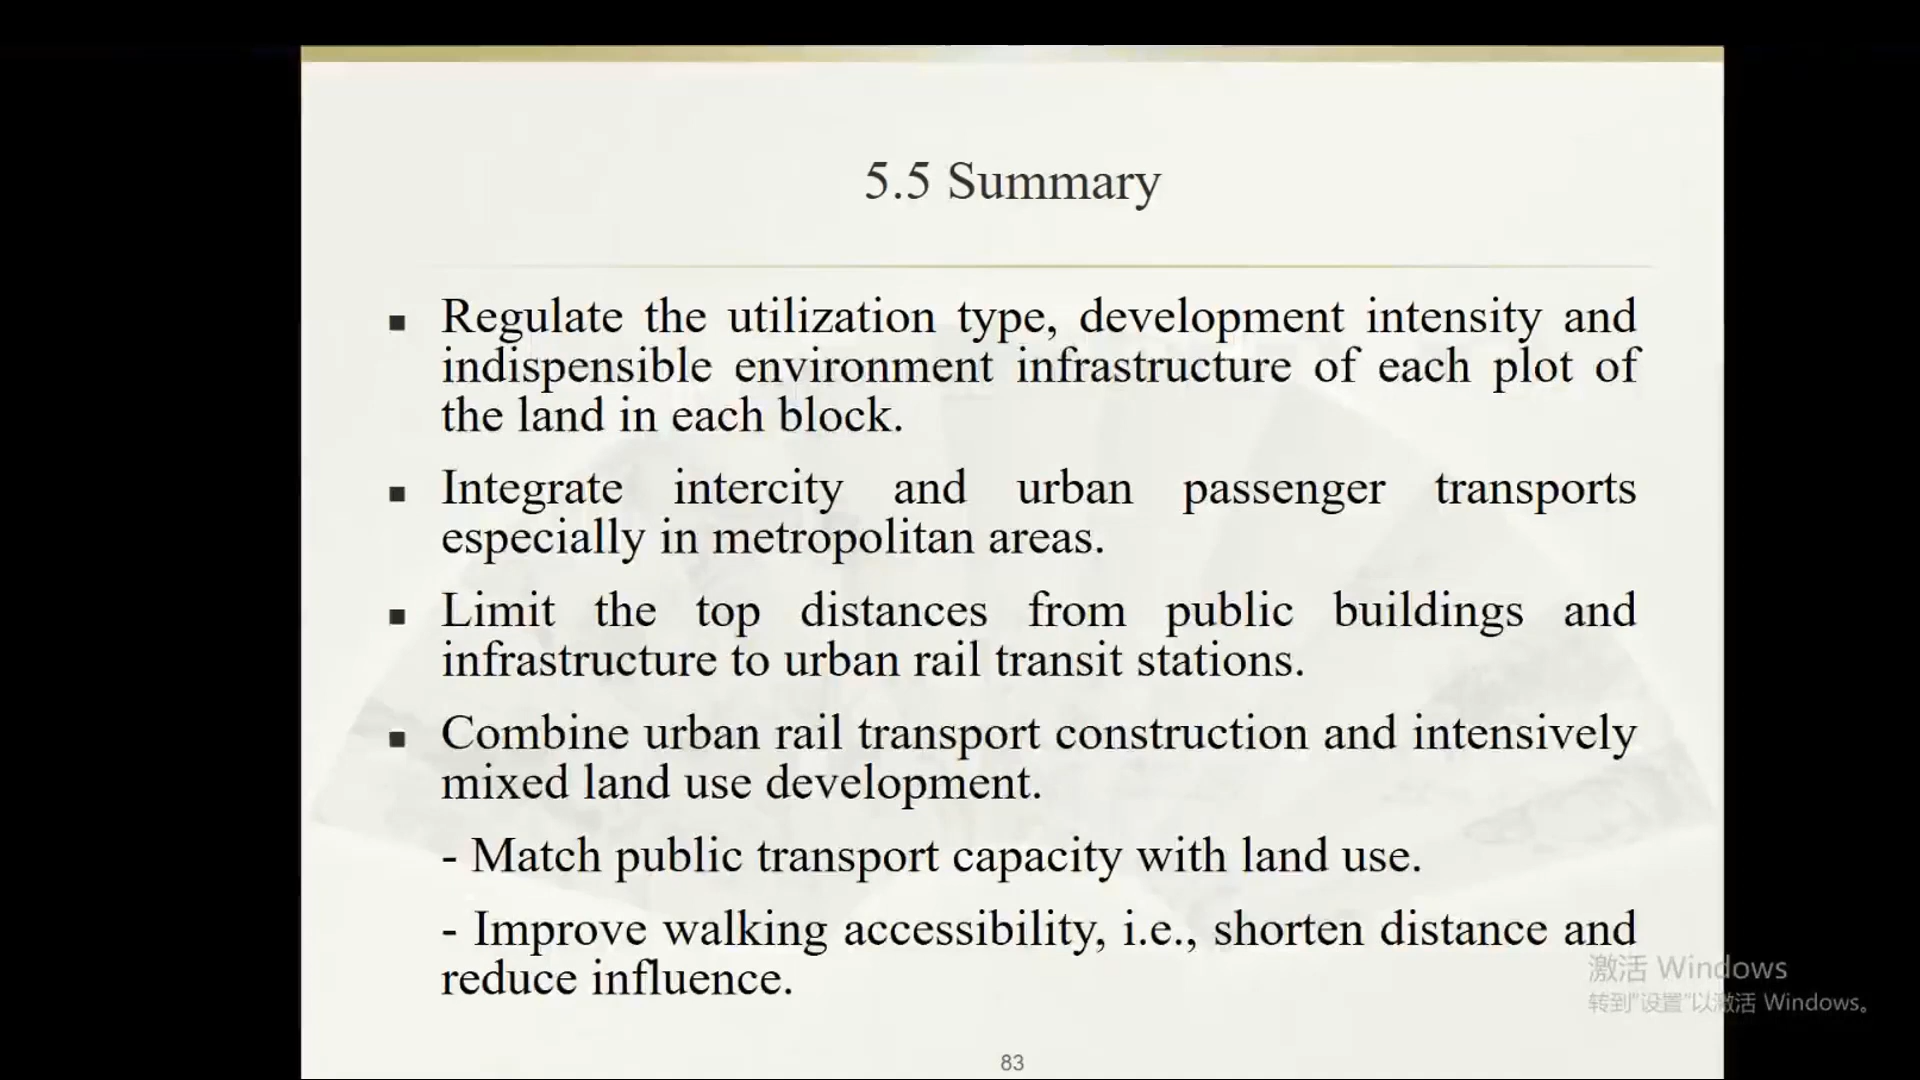 5.5 Summary
▪ Regulate the utilization type, development intensity and
indispensible environment infrastructure of each plot of
the land in each block.
▪ Integrate intercity and urban passenger transports
especially in metropolitan areas.
▪ Limit the top distances from public buildings and
infrastructure to urban rail transit stations.
▪ Combine urban rail transport construction and intensively
mixed land use development.
- Match public transport capacity with land use.
- Improve walking accessibility, i.e., shorten distance and
reduce influence.
激活 Windows
转到"设置"以激活 Windows。
83